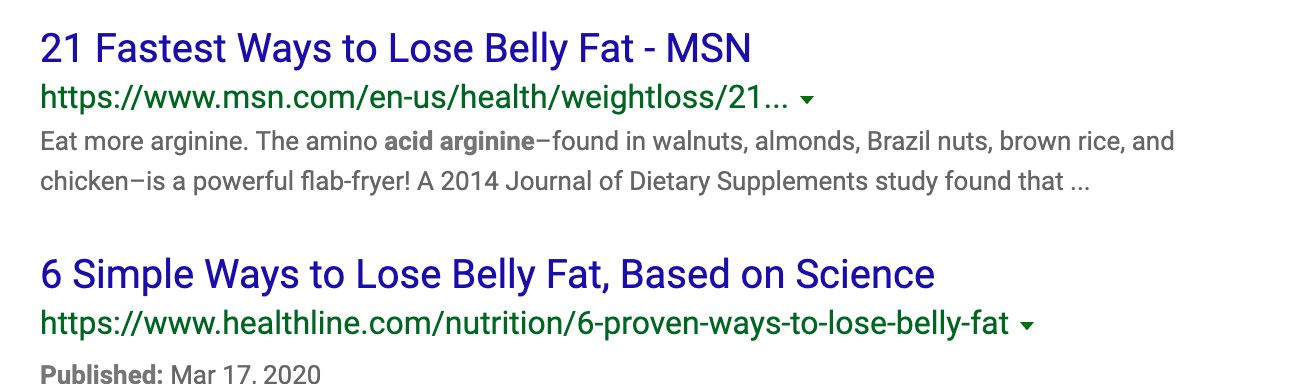 21 Fastest Ways to Lose Belly Fat - MSN
https://www.msn.com/en-us/health/weightloss/21...
Eat more arginine. The amino acid arginine–found in walnuts, almonds, Brazil nuts, brown rice, and
chicken–is a powerful flab-fryer! A 2014 Journal of Dietary Supplements study found that ...
6 Simple Ways to Lose Belly Fat, Based on Science
https://www.healthline.com/nutrition/6-proven-ways-to-lose-belly-fat
Published: Mar 17, 2020